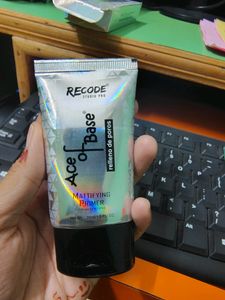 RECODE
STUDIO PRO
Ace of Base
relleno de poros
MATTIFYING
PRIMER